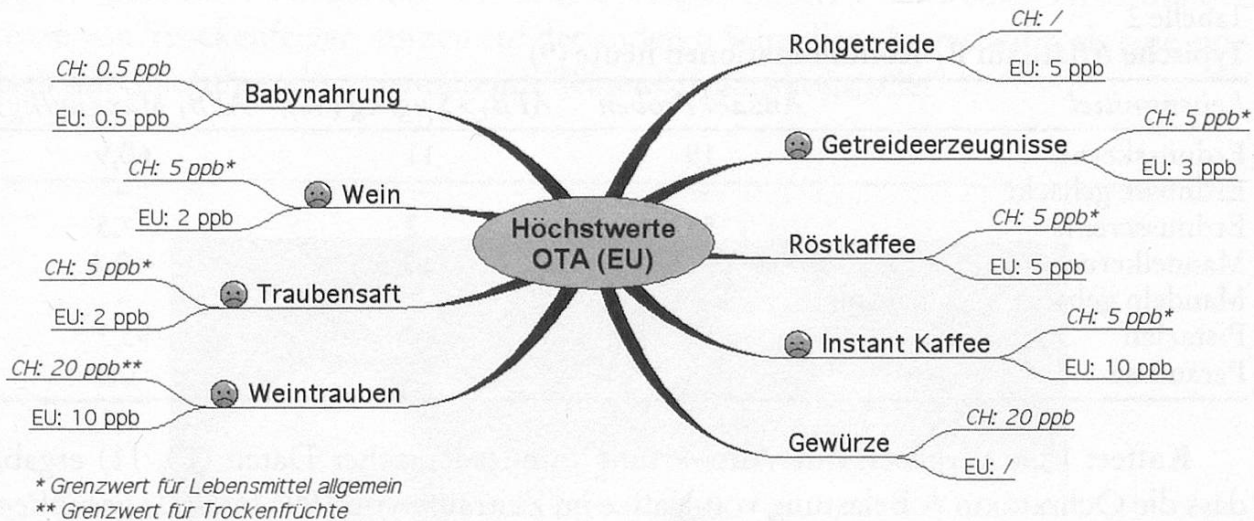 Höchstwerte
OTA (EU)
Babynahrung
CH: 0.5 ppb
EU: 0.5 ppb
Wein
CH: 5 ppb*
EU: 2 ppb
Traubensaft
CH: 5 ppb*
EU: 2 ppb
Weintrauben
CH: 20 ppb**
EU: 10 ppb
Rohgetreide
CH: /
EU: 5 ppb
Getreideerzeugnisse
CH: 5 ppb*
EU: 3 ppb
Röstkaffee
CH: 5 ppb*
EU: 5 ppb
Instant Kaffee
CH: 5 ppb*
EU: 10 ppb
Gewürze
CH: 20 ppb
EU: /
* Grenzwert für Lebensmittel allgemein
** Grenzwert für Trockenfrüchte